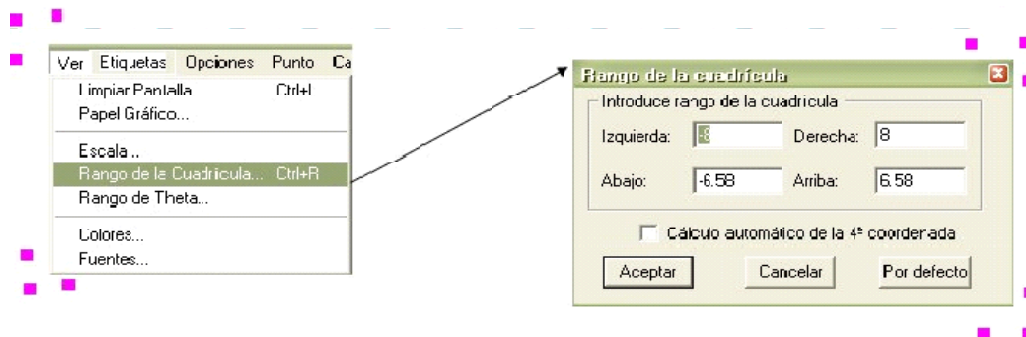 Ver Etiquetas Opciones Punto Ca
Limpiar Pantalla Ctrl+L
Papel Gráfico...
Escala...
Rango de la Cuadrícula... Ctrl+R
Rango de Theta...
Colores...
Fuentes...
Rango de la cuadrícula
Introduce rango de la cuadrícula
Izquierda: -8 Derecha: 8
Abajo: -6.58 Arriba: 6.58
Cálculo automático de la 4ª coordenada
Aceptar Cancelar Por defecto